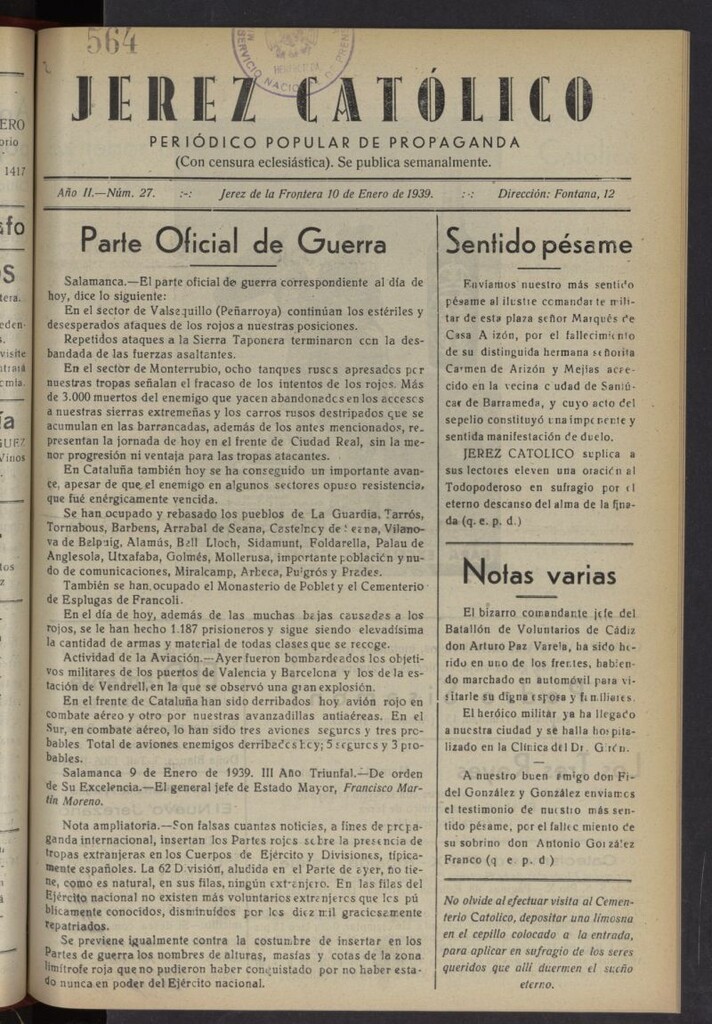 564
SERVICIO NACIONAL DE PRENSA
HEMEROTECA
JEREZ CATÓLICO
PERIÓDICO POPULAR DE PROPAGANDA
(Con censura eclesiástica). Se publica semanalmente.
Año II.—Núm. 27. :-: Jerez de la Frontera 10 de Enero de 1939. :-: Dirección: Fontana, 12
Parte Oficial de Guerra
Salamanca.—El parte oficial de guerra correspondiente al día de
hoy, dice lo siguiente:
En el sector de Valsequillo (Peñarroya) continúan los estériles y
desesperados ataques de los rojos a nuestras posiciones.
Repetidos ataques a la Sierra Taponera terminaron con la des-
bandada de las fuerzas asaltantes.
En el sector de Monterrubio, ocho tanques rusos apresados por
nuestras tropas señalan el fracaso de los intentos de los rojos. Más
de 3.000 muertos del enemigo que yacen abandonados en los accesos
a nuestras sierras extremeñas y los carros rusos destripados que se
acumulan en las barrancadas, además de los antes mencionados, re-
presentan la jornada de hoy en el frente de Ciudad Real, sin la me-
nor progresión ni ventaja para las tropas atacantes.
En Cataluña también hoy se ha conseguido un importante avan-
ce, apesar de que el enemigo en algunos sectores opuso resistencia,
que fué enérgicamente vencida.
Se han ocupado y rebasado los pueblos de La Guardia, Tarrós,
Tornabous, Barbens, Arrabal de Seana, Castelncy de Seana, Vilano-
va de Belpuig, Alamús, Bell Lloch, Sidamunt, Foldarella, Palau de
Anglesola, Utxafaba, Golmés, Mollerusa, importante población y nu-
do de comunicaciones, Miralcamp, Arbeca, Puigrós y Prades.
También se han ocupado el Monasterio de Poblet y el Cementerio
de Esplugas de Francoli.
En el día de hoy, además de las muchas bajas causadas a los
rojos, se le han hecho 1.187 prisioneros y sigue siendo elevadísima
la cantidad de armas y material de todas clases que se recoge.
Actividad de la Aviación.—Ayer fueron bombardeados los objeti-
vos militares de los puertos de Valencia y Barcelona y los de la es-
tación de Vendrell, en la que se observó una gran explosión.
En el frente de Cataluña han sido derribados hoy avión rojo en
combate aéreo y otro por nuestras avanzadillas antiaéreas. En el
Sur, en combate aéreo, lo han sido tres aviones seguros y tres pro-
bables. Total de aviones enemigos derribados hoy; 5 seguros y 3 pro-
bables.
Salamanca 9 de Enero de 1939. III Año Triunfal.—De orden
de Su Excelencia.—El general jefe de Estado Mayor, Francisco Mar-
tín Moreno.
Nota ampliatoria.—Son falsas cuantas noticias, a fines de propa-
ganda internacional, insertan los Partes rojos sobre la presencia de
tropas extranjeras en los Cuerpos de Ejército y Divisiones, típica-
mente españoles. La 62 División, aludida en el Parte de ayer, no tie-
ne, como es natural, en sus filas, ningún extranjero. En las filas del
Ejército nacional no existen más voluntarios extranjeros que los pú
blicamente conocidos, disminuídos por los diez mil graciosamente
repatriados.
Se previene igualmente contra la costumbre de insertar en los
Partes de guerra los nombres de alturas, masías y cotas de la zona
limítrofe roja que no pudieron haber conquistado por no haber esta-
do nunca en poder del Ejército nacional.
Sentido pésame
Enviamos nuestro más sentido
pésame al ilustre comandante mili-
tar de esta plaza señor Marqués de
Casa Arizón, por el fallecimiento
de su distinguida hermana señorita
Carmen de Arizón y Mejías acae-
cido en la vecina ciudad de Sanlú-
car de Barrameda, y cuyo acto del
sepelio constituyó una imponente y
sentida manifestación de duelo.
JEREZ CATOLICO suplica a
sus lectores eleven una oración al
Todopoderoso en sufragio por el
eterno descanso del alma de la fina-
da (q. e. p. d.)
Notas varias
El bizarro comandante jefe del
Batallón de Voluntarios de Cádiz
don Arturo Paz Varela, ha sido he-
rido en uno de los frentes, habien-
do marchado en automóvil para vi-
sitarle su digna esposa y familiares.
El heróico militar ya ha llegado
a nuestra ciudad y se halla hospita-
lizado en la Clínica del Dr. Girón.
A nuestro buen amigo don Fi-
del González y González enviamos
el testimonio de nuestro más sen-
tido pésame, por el fallecimiento de
su sobrino don Antonio González
Franco (q e. p. d )
No olvide al efectuar visita al Cemen-
terio Catolico, depositar una limosna
en el cepillo colocado a la entrada,
para aplicar en sufragio de los seres
queridos que allí duermen el sueño
eterno.
ERO
orio
1417
sfo
OS
tera.
eden-
visite
ntrará
emia.
ía
GUEZ
Vinos
tos
z